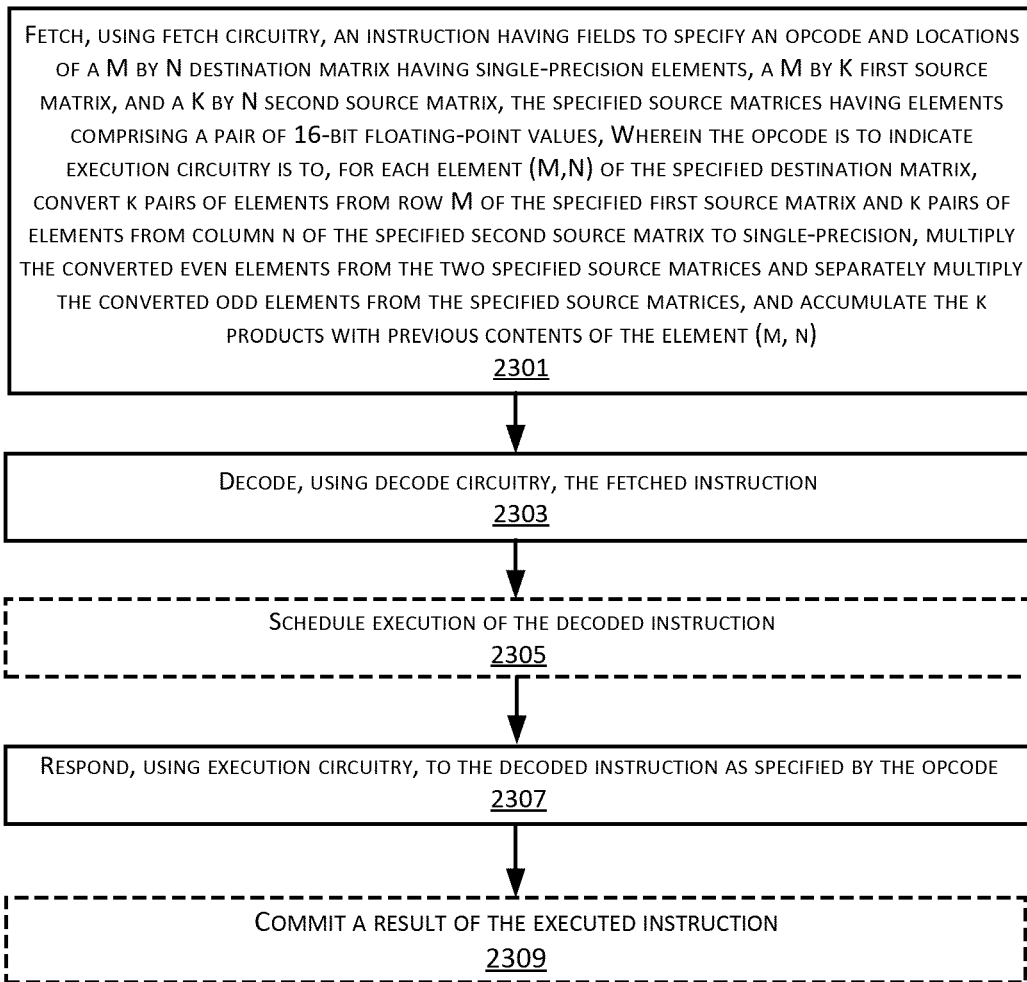 FETCH, USING FETCH CIRCUITRY, AN INSTRUCTION HAVING FIELDS TO SPECIFY AN OPCODE AND LOCATIONS
OF A M BY N DESTINATION MATRIX HAVING SINGLE-PRECISION ELEMENTS, A M BY K FIRST SOURCE
MATRIX, AND A K BY N SECOND SOURCE MATRIX, THE SPECIFIED SOURCE MATRICES HAVING ELEMENTS
COMPRISING A PAIR OF 16-BIT FLOATING-POINT VALUES, WHEREIN THE OPCODE IS TO INDICATE
EXECUTION CIRCUITRY IS TO, FOR EACH ELEMENT (M,N) OF THE SPECIFIED DESTINATION MATRIX,
CONVERT K PAIRS OF ELEMENTS FROM ROW M OF THE SPECIFIED FIRST SOURCE MATRIX AND K PAIRS OF
ELEMENTS FROM COLUMN N OF THE SPECIFIED SECOND SOURCE MATRIX TO SINGLE-PRECISION, MULTIPLY
THE CONVERTED EVEN ELEMENTS FROM THE TWO SPECIFIED SOURCE MATRICES AND SEPARATELY MULTIPLY
THE CONVERTED ODD ELEMENTS FROM THE SPECIFIED SOURCE MATRICES, AND ACCUMULATE THE K
PRODUCTS WITH PREVIOUS CONTENTS OF THE ELEMENT (M, N)
2301
DECODE, USING DECODE CIRCUITRY, THE FETCHED INSTRUCTION
2303
SCHEDULE EXECUTION OF THE DECODED INSTRUCTION
2305
RESPOND, USING EXECUTION CIRCUITRY, TO THE DECODED INSTRUCTION AS SPECIFIED BY THE OPCODE
2307
COMMIT A RESULT OF THE EXECUTED INSTRUCTION
2309